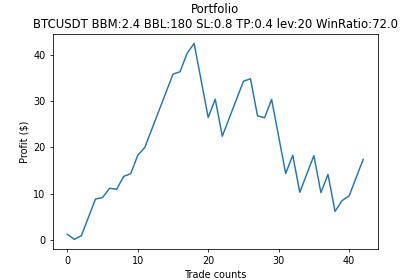 Portfolio
BTCUSDT BBM:2.4 BBL:180 SL:0.8 TP:0.4 lev:20 WinRatio:72.0
Profit ($)
40
30
20
10
0
0 10 20 30 40
Trade counts